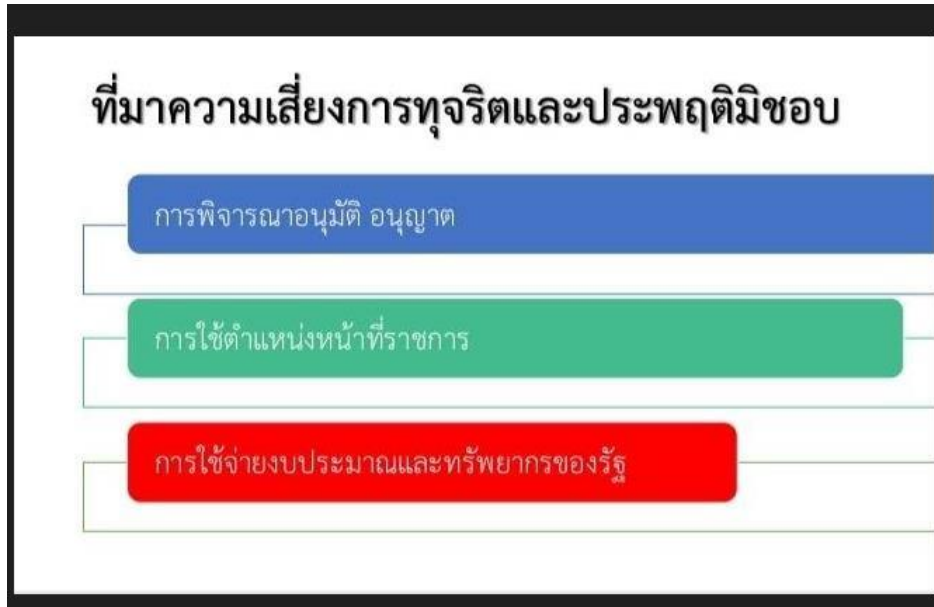 ที่มาความเสี่ยงการทุจริตและประพฤติมิชอบ
การพิจารณาอนุมัติ อนุญาต
การใช้ตำแหน่งหน้าที่ราชการ
การใช้จ่ายงบประมาณและทรัพยากรของรัฐ